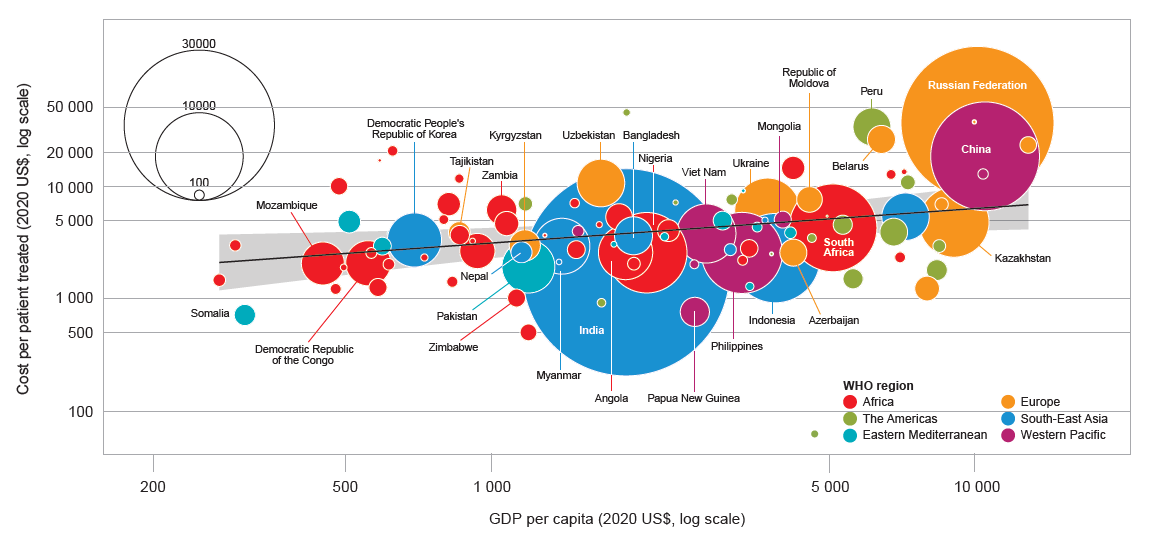 30000
10000
100
Cost per patient treated (2020 US$, log scale)
50 000
20 000
10 000
5 000
1 000
500
100
Republic of
Moldova
Peru
Russian Federation
Democratic People's
Republic of Korea
Kyrgyzstan
Uzbekistan
Bangladesh
Mongolia
China
Tajikistan
Zambia
Nigeria
Viet Nam
Ukraine
Belarus
Mozambique
South
Africa
Kazakhstan
Nepal
Somalia
Pakistan
India
Indonesia
Azerbaijan
Democratic Republic
of the Congo
Zimbabwe
Philippines
Myanmar
Angola
Papua New Guinea
WHO region
Africa
Europe
The Americas
South-East Asia
Eastern Mediterranean
Western Pacific
200
500
1 000
5 000
10 000
GDP per capita (2020 US$, log scale)